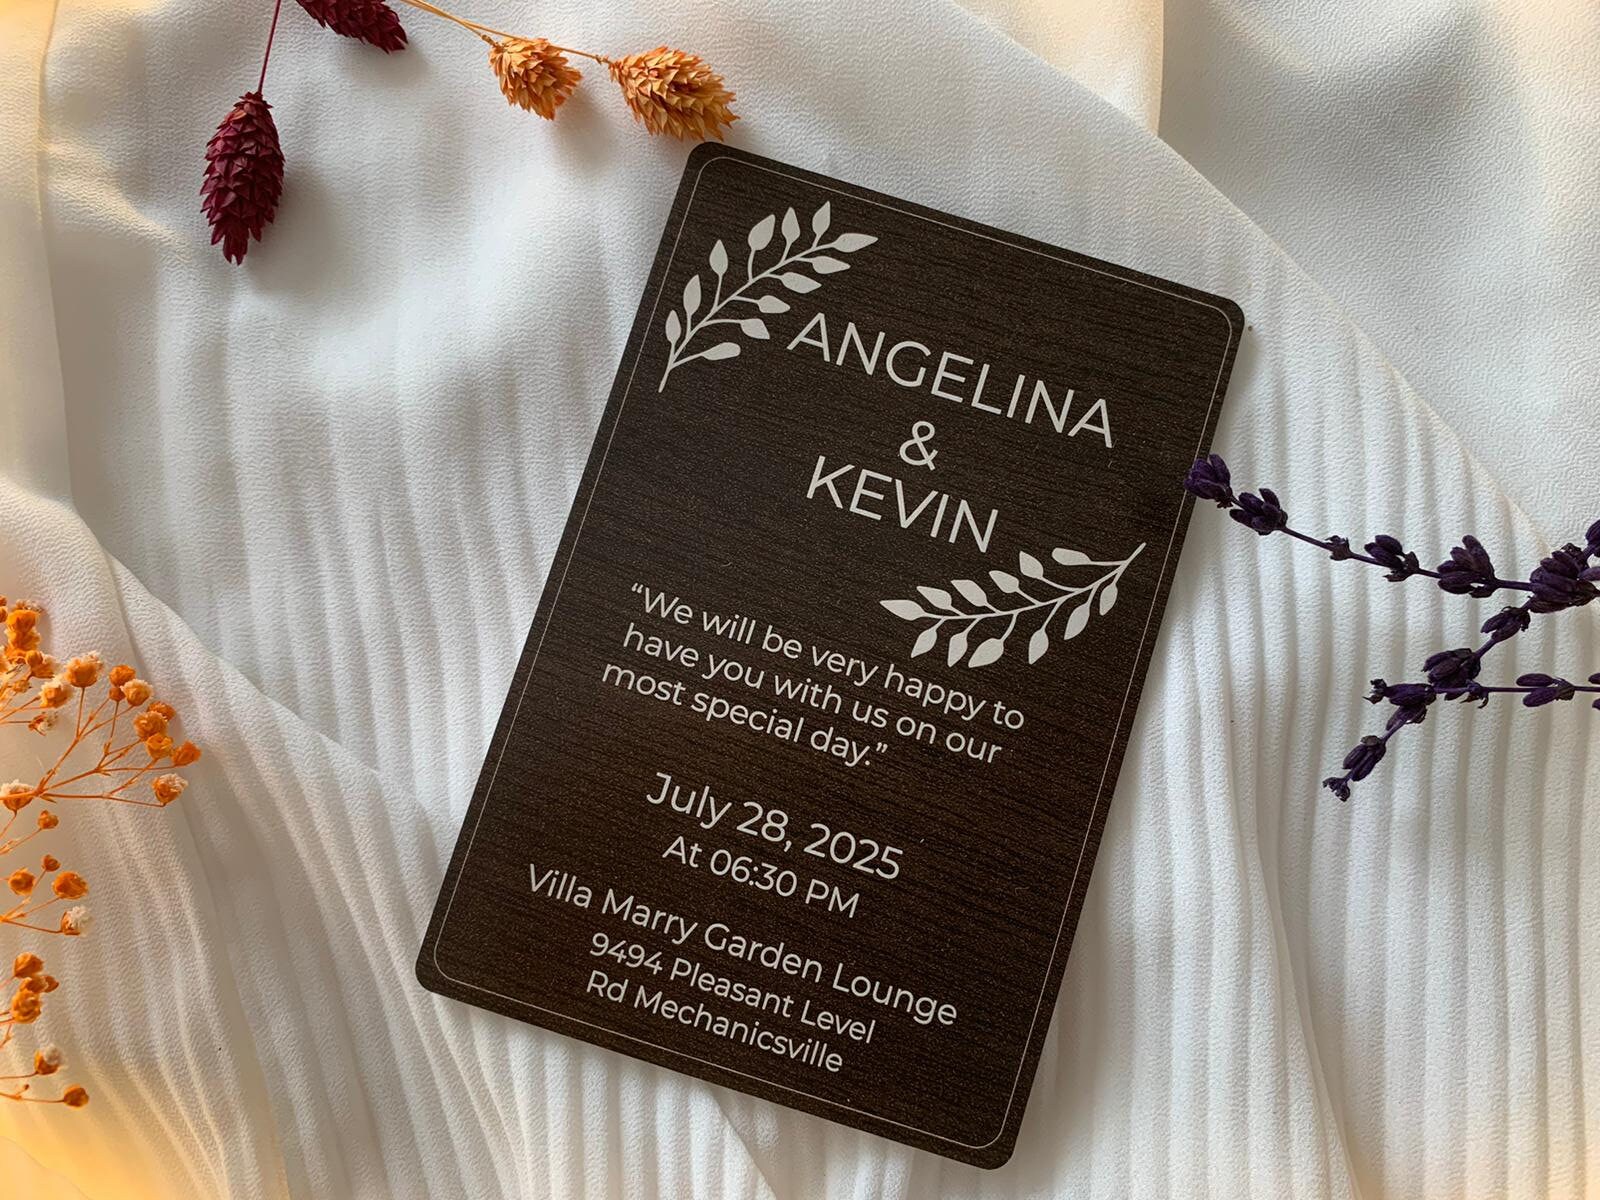 ANGELINA
&
KEVIN
“We will be very happy to
have you with us on our
most special day.”
July 28, 2025
At 06:30 PM
Villa Marry Garden Lounge
9494 Pleasant Level
Rd Mechanicsville